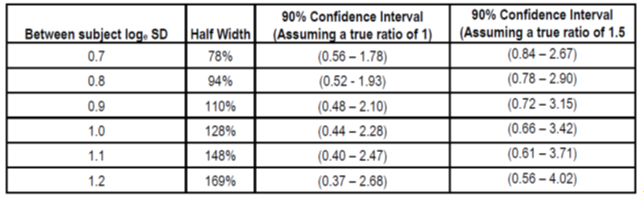 Between subject logₑ SD Half Width 90% Confidence Interval (Assuming a true ratio of 1) 90% Confidence Interval (Assuming a true ratio of 1.5
0.7 78% (0.56 – 1.78) (0.84 – 2.67)
0.8 94% (0.52 - 1.93) (0.78 – 2.90)
0.9 110% (0.48 – 2.10) (0.72 – 3.15)
1.0 128% (0.44 – 2.28) (0.66 – 3.42)
1.1 148% (0.40 – 2.47) (0.61 – 3.71)
1.2 169% (0.37 – 2.68) (0.56 – 4.02)